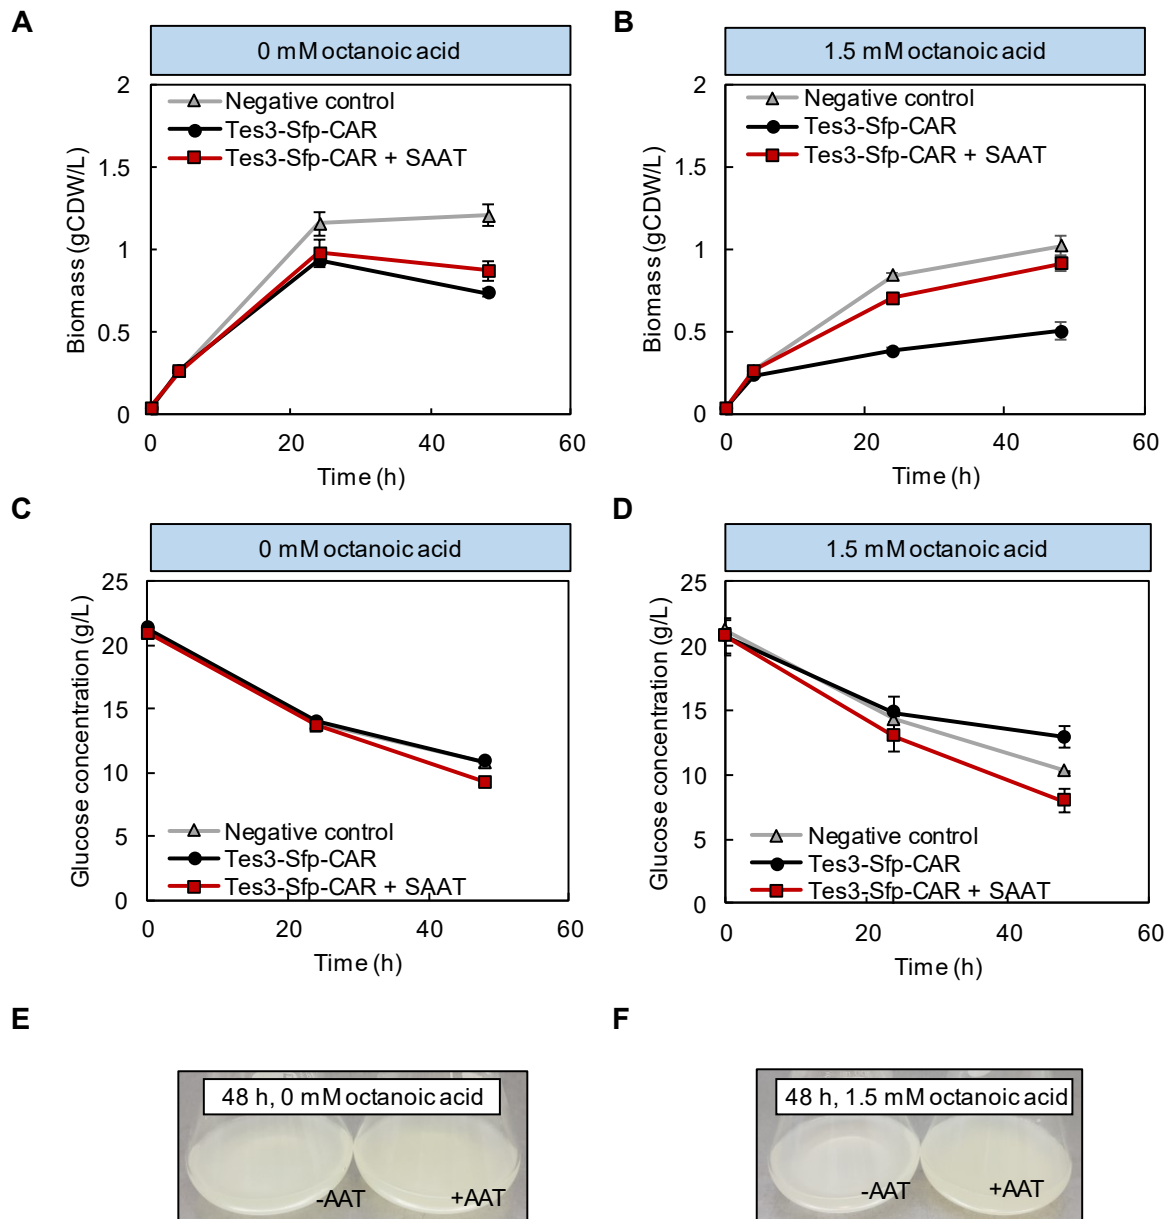 A
0 mM octanoic acid
Biomass (gCDW/L)
2
1.5
1
0.5
0
Negative control
Tes3-Sfp-CAR
Tes3-Sfp-CAR + SAAT
0 20 40 60
Time (h)
B
1.5 mM octanoic acid
Biomass (gCDW/L)
2
1.5
1
0.5
0
Negative control
Tes3-Sfp-CAR
Tes3-Sfp-CAR + SAAT
0 20 40 60
Time (h)
C
0 mM octanoic acid
Glucose concentration (g/L)
25
20
15
10
5
0
Negative control
Tes3-Sfp-CAR
Tes3-Sfp-CAR + SAAT
0 20 40 60
Time (h)
D
1.5 mM octanoic acid
Glucose concentration (g/L)
25
20
15
10
5
0
Negative control
Tes3-Sfp-CAR
Tes3-Sfp-CAR + SAAT
0 20 40 60
Time (h)
E
48 h, 0 mM octanoic acid
-AAT +AAT
F
48 h, 1.5 mM octanoic acid
-AAT +AAT